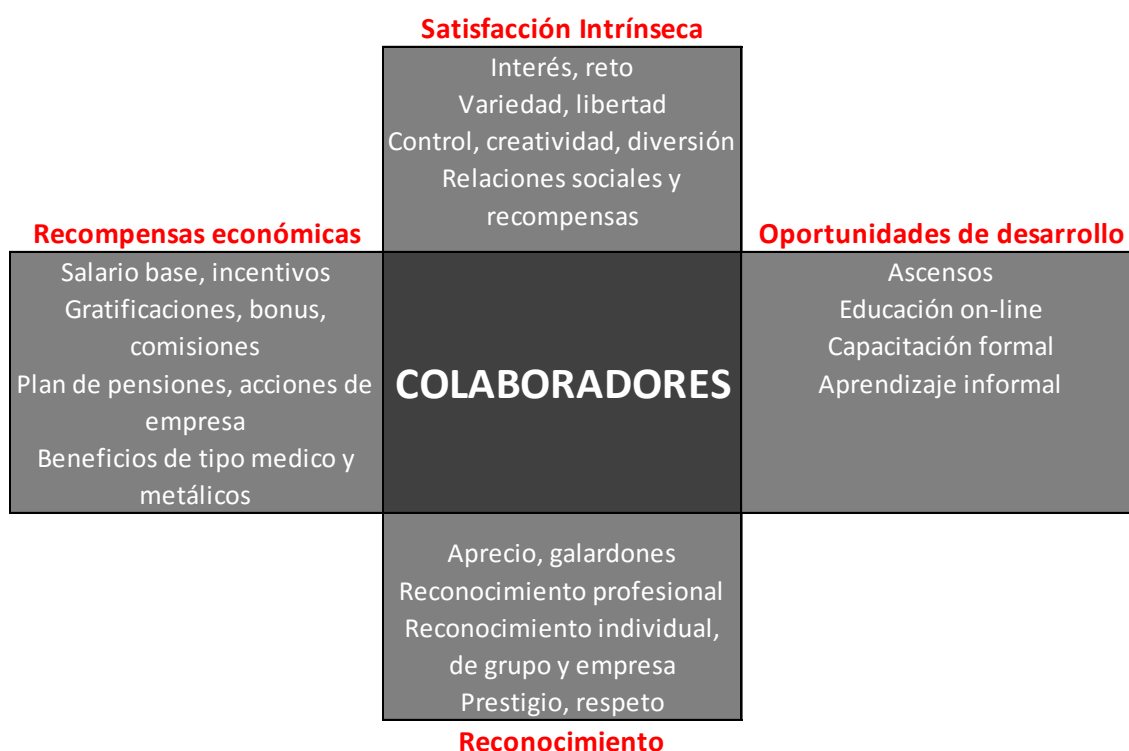 Satisfacción Intrínseca
Interés, reto
Variedad, libertad
Control, creatividad, diversión
Relaciones sociales y
recompensas
Recompensas económicas
Salario base, incentivos
Gratificaciones, bonus,
comisiones
Plan de pensiones, acciones de
empresa
Beneficios de tipo medico y
metálicos
COLABORADORES
Oportunidades de desarrollo
Ascensos
Educación on-line
Capacitación formal
Aprendizaje informal
Aprecio, galardones
Reconocimiento profesional
Reconocimiento individual,
de grupo y empresa
Prestigio, respeto
Reconocimiento